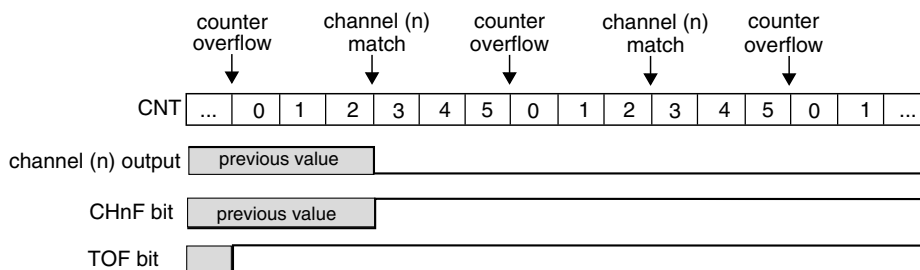 counter overflow
channel (n) match
counter overflow
channel (n) match
counter overflow
CNT ... 0 1 2 3 4 5 0 1 2 3 4 5 0 1 ...
channel (n) output previous value
CHnF bit previous value
TOF bit